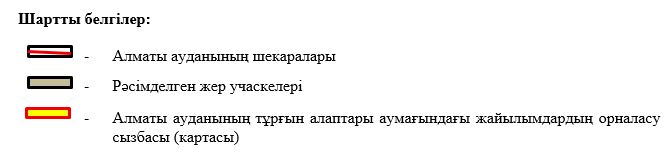 Шартты белгілер:
- Алматы ауданының шекаралары
- Рәсімделген жер учаскелері
- Алматы ауданының тұрғын алаптары аумағындағы жайылымдардың орналасу
сызбасы (картасы)